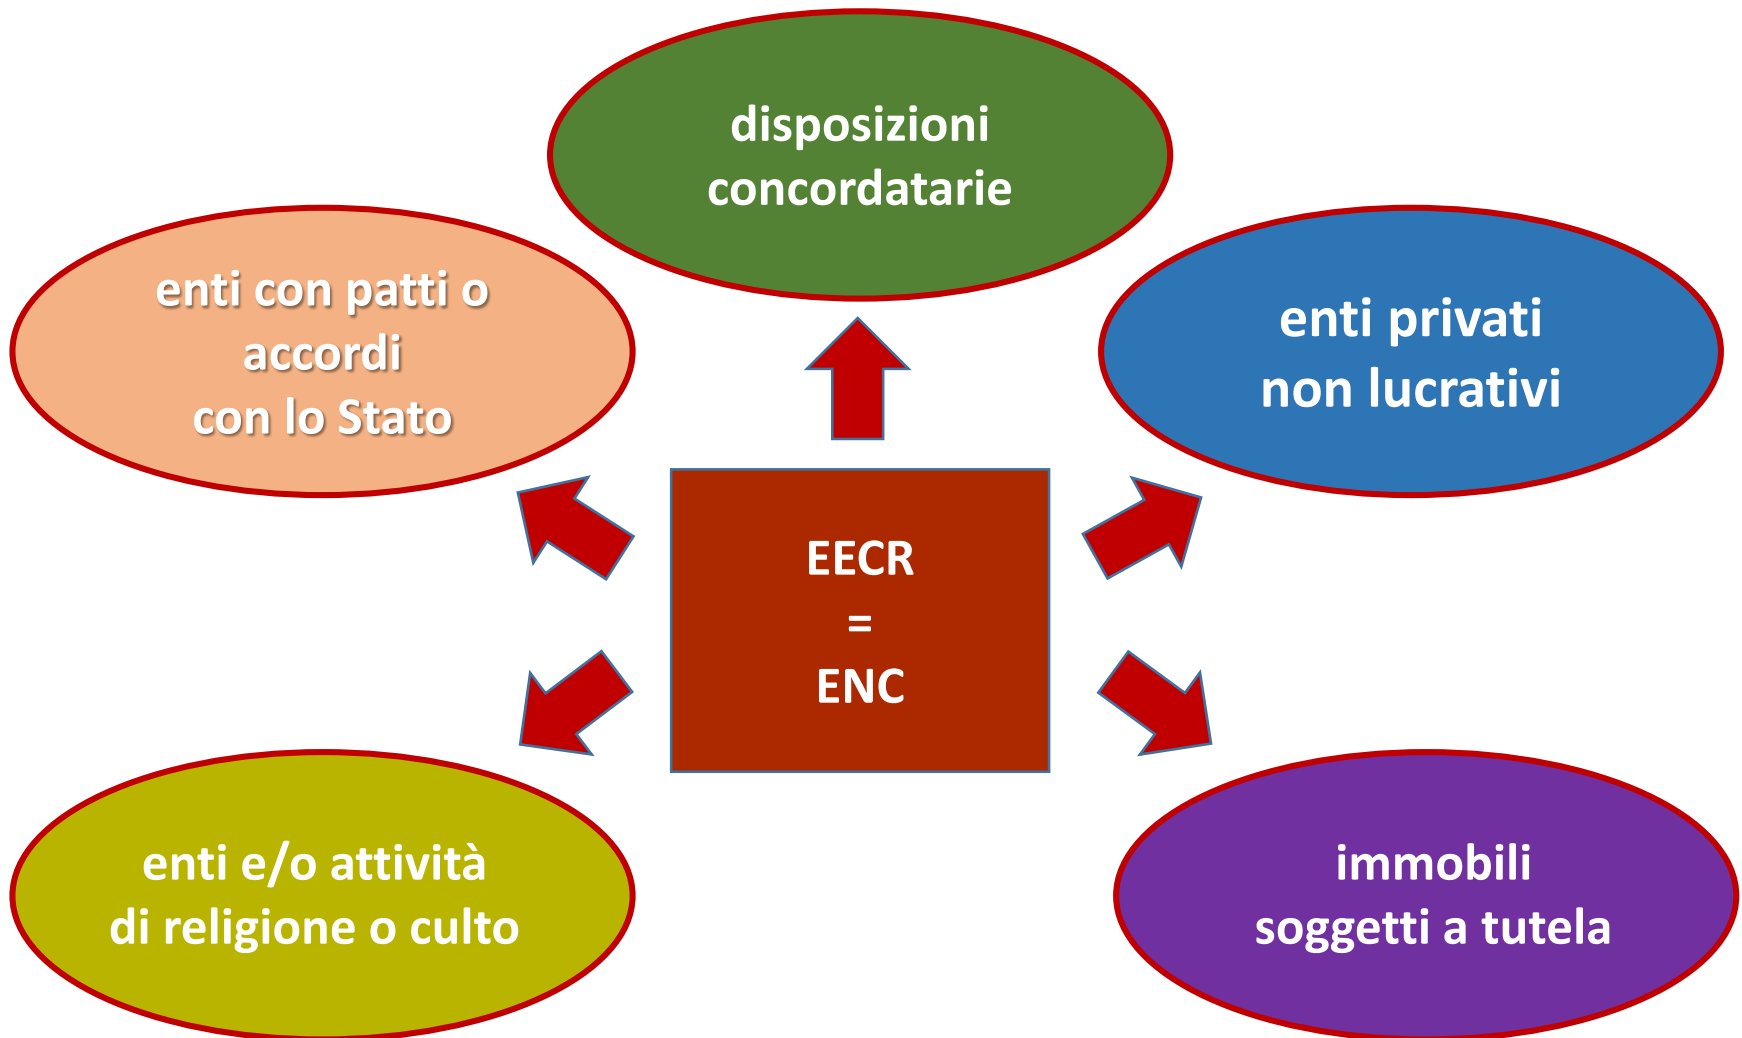 disposizioni
concordatarie
enti con patti o
accordi
con lo Stato
enti privati
non lucrativi
EECR
=
ENC
enti e/o attività
di religione o culto
immobili
soggetti a tutela